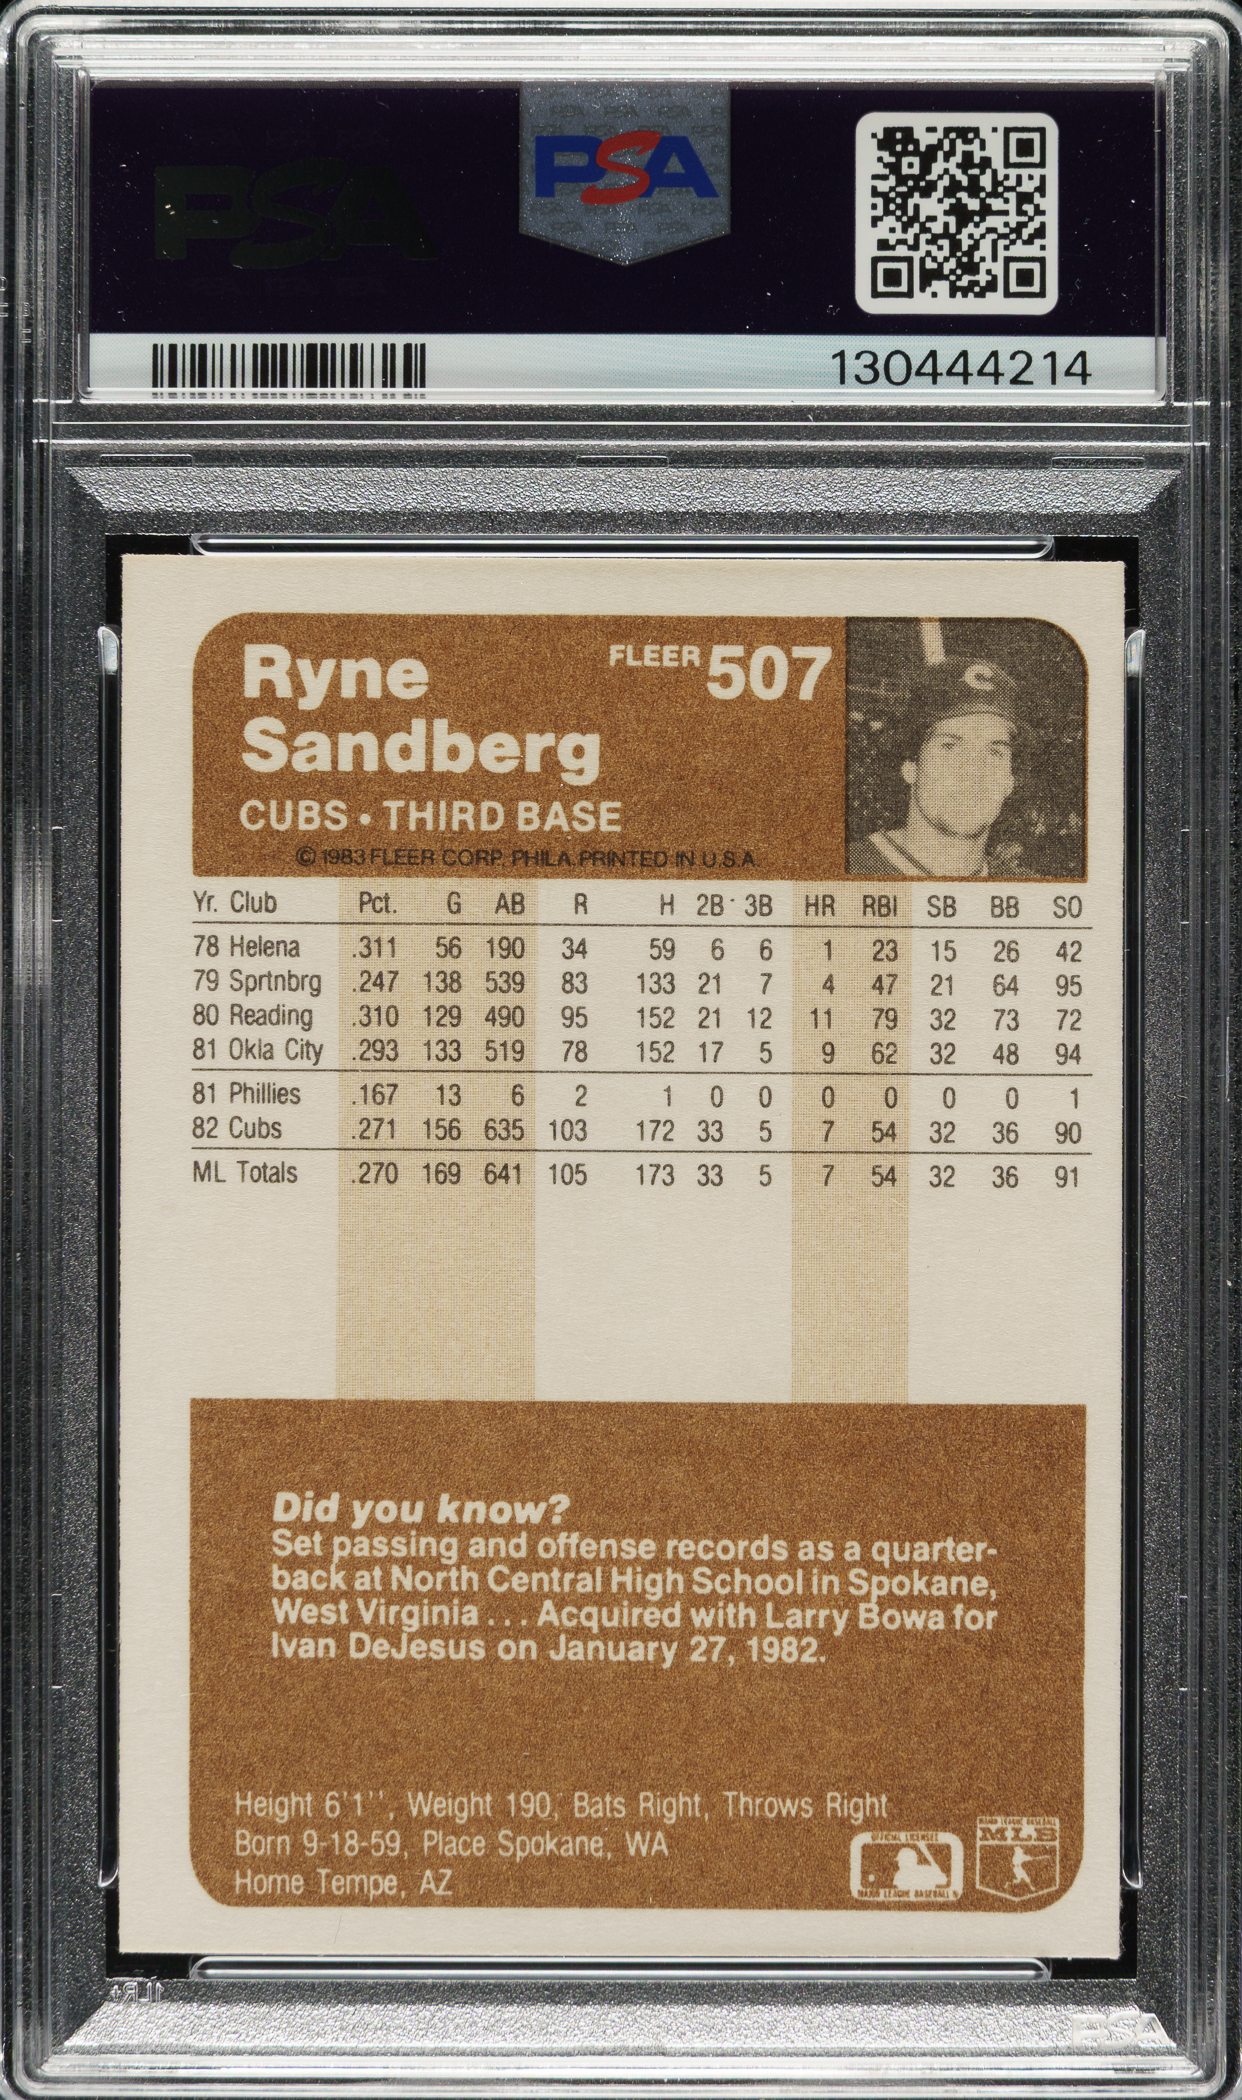 PSA
PSA
130444214
Ryne
Sandberg
FLEER 507
CUBS • THIRD BASE
© 1983 FLEER CORP. PHILA. PRINTED IN U.S.A.
Yr. Club Pct. G AB R H 2B 3B HR RBI SB BB SO
78 Helena .311 56 190 34 59 6 6 1 23 15 26 42
79 Sprtnbrg .247 138 539 83 133 21 7 4 47 21 64 95
80 Reading .310 129 490 95 152 21 12 11 79 32 73 72
81 Okla City .293 133 519 78 152 17 5 9 62 32 48 94
81 Phillies .167 13 6 2 1 0 0 0 0 0 0 1
82 Cubs .271 156 635 103 172 33 5 7 54 32 36 90
ML Totals .270 169 641 105 173 33 5 7 54 32 36 91
Did you know?
Set passing and offense records as a quarter-
back at North Central High School in Spokane,
West Virginia . . . Acquired with Larry Bowa for
Ivan DeJesus on January 27, 1982.
Height 6'1'', Weight 190, Bats Right, Throws Right
Born 9-18-59, Place Spokane, WA
Home Tempe, AZ
OFFICIAL LICENSEE
MAJOR LEAGUE BASEBALL